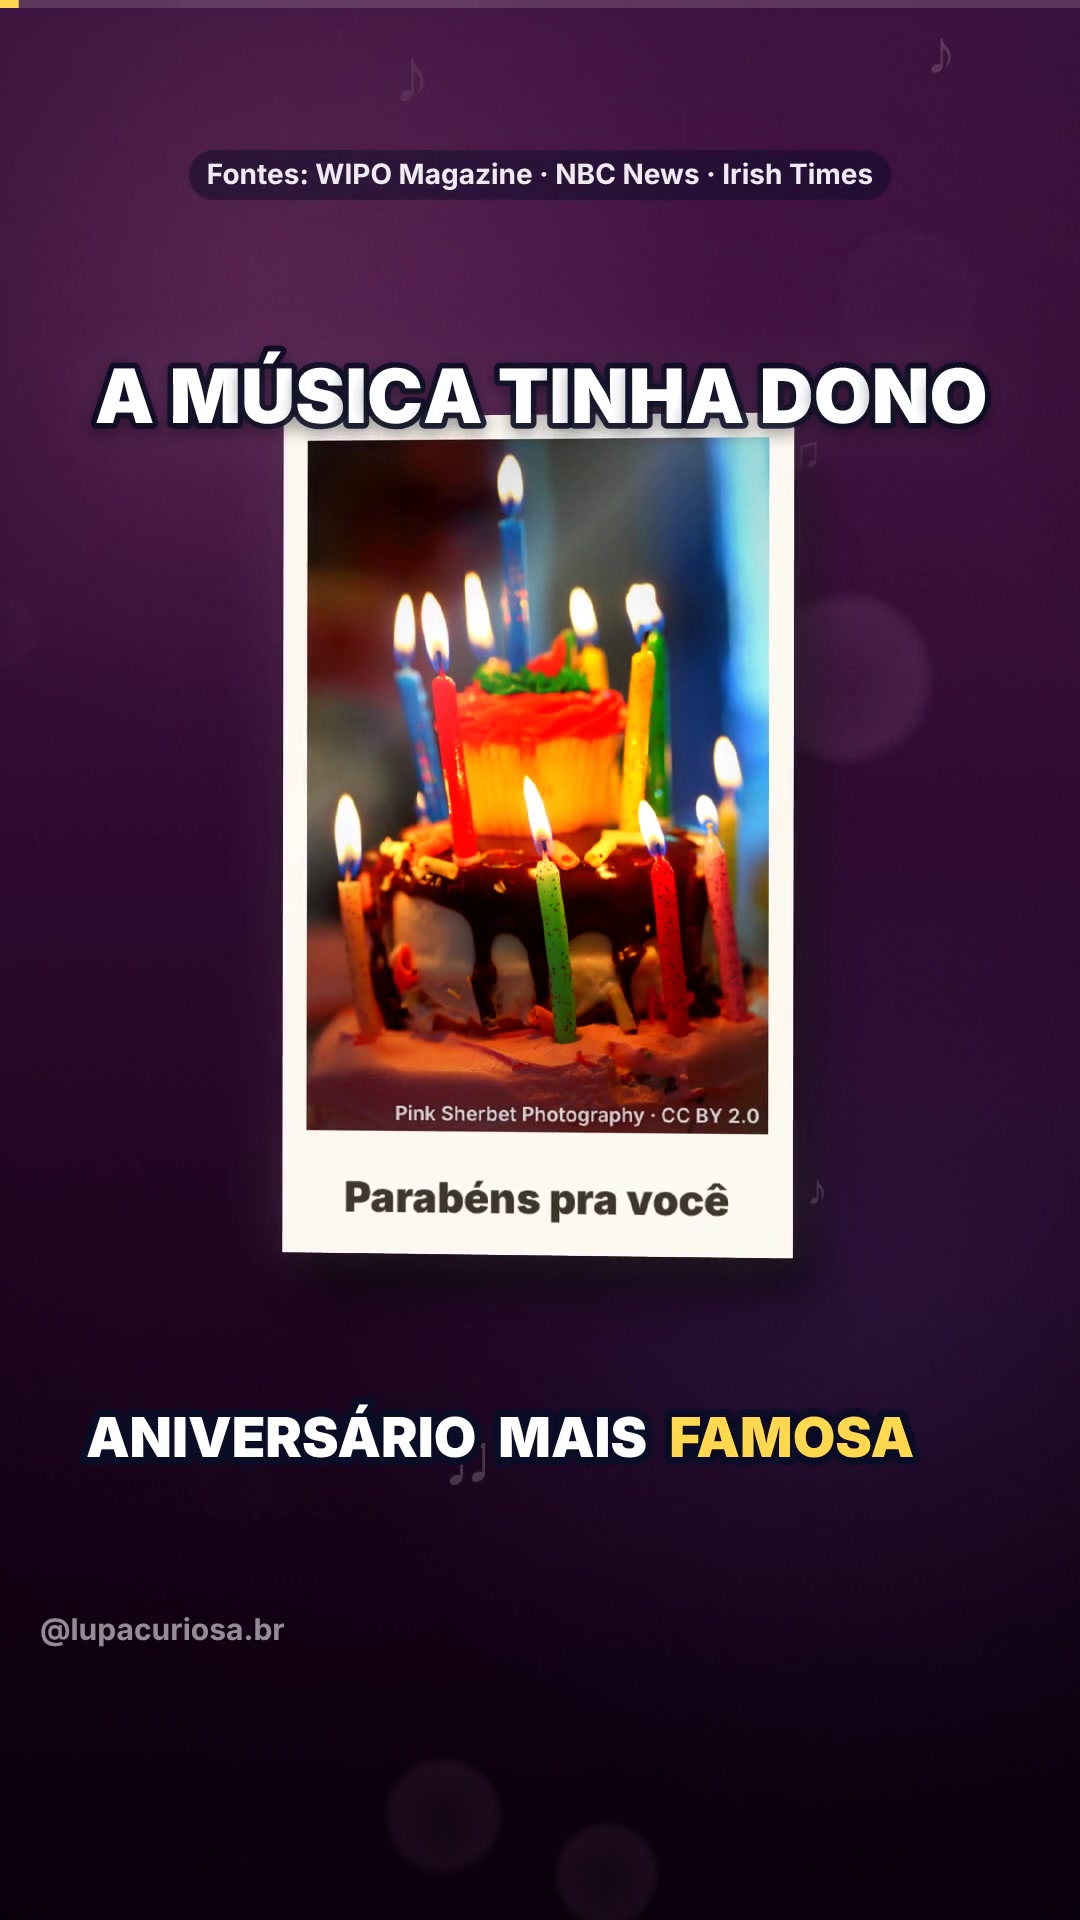 Fontes: WIPO Magazine · NBC News · Irish Times
A MÚSICA TINHA DONO
Pink Sherbet Photography · CC BY 2.0
Parabéns pra você
ANIVERSÁRIO MAIS FAMOSA
@lupacuriosa.br